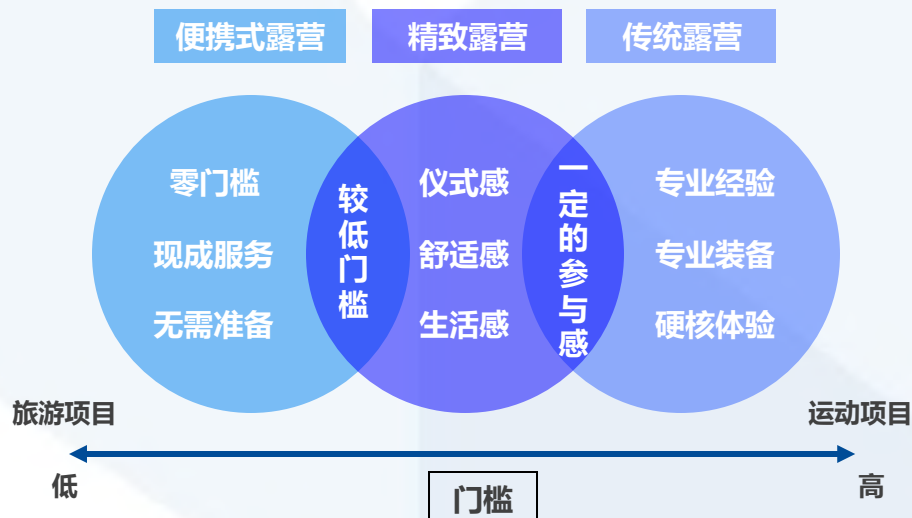 便携式露营
精致露营
传统露营
零门槛
现成服务
无需准备
较低门槛
仪式感
舒适感
生活感
一定的参与感
专业经验
专业装备
硬核体验
旅游项目
运动项目
低
高
门槛